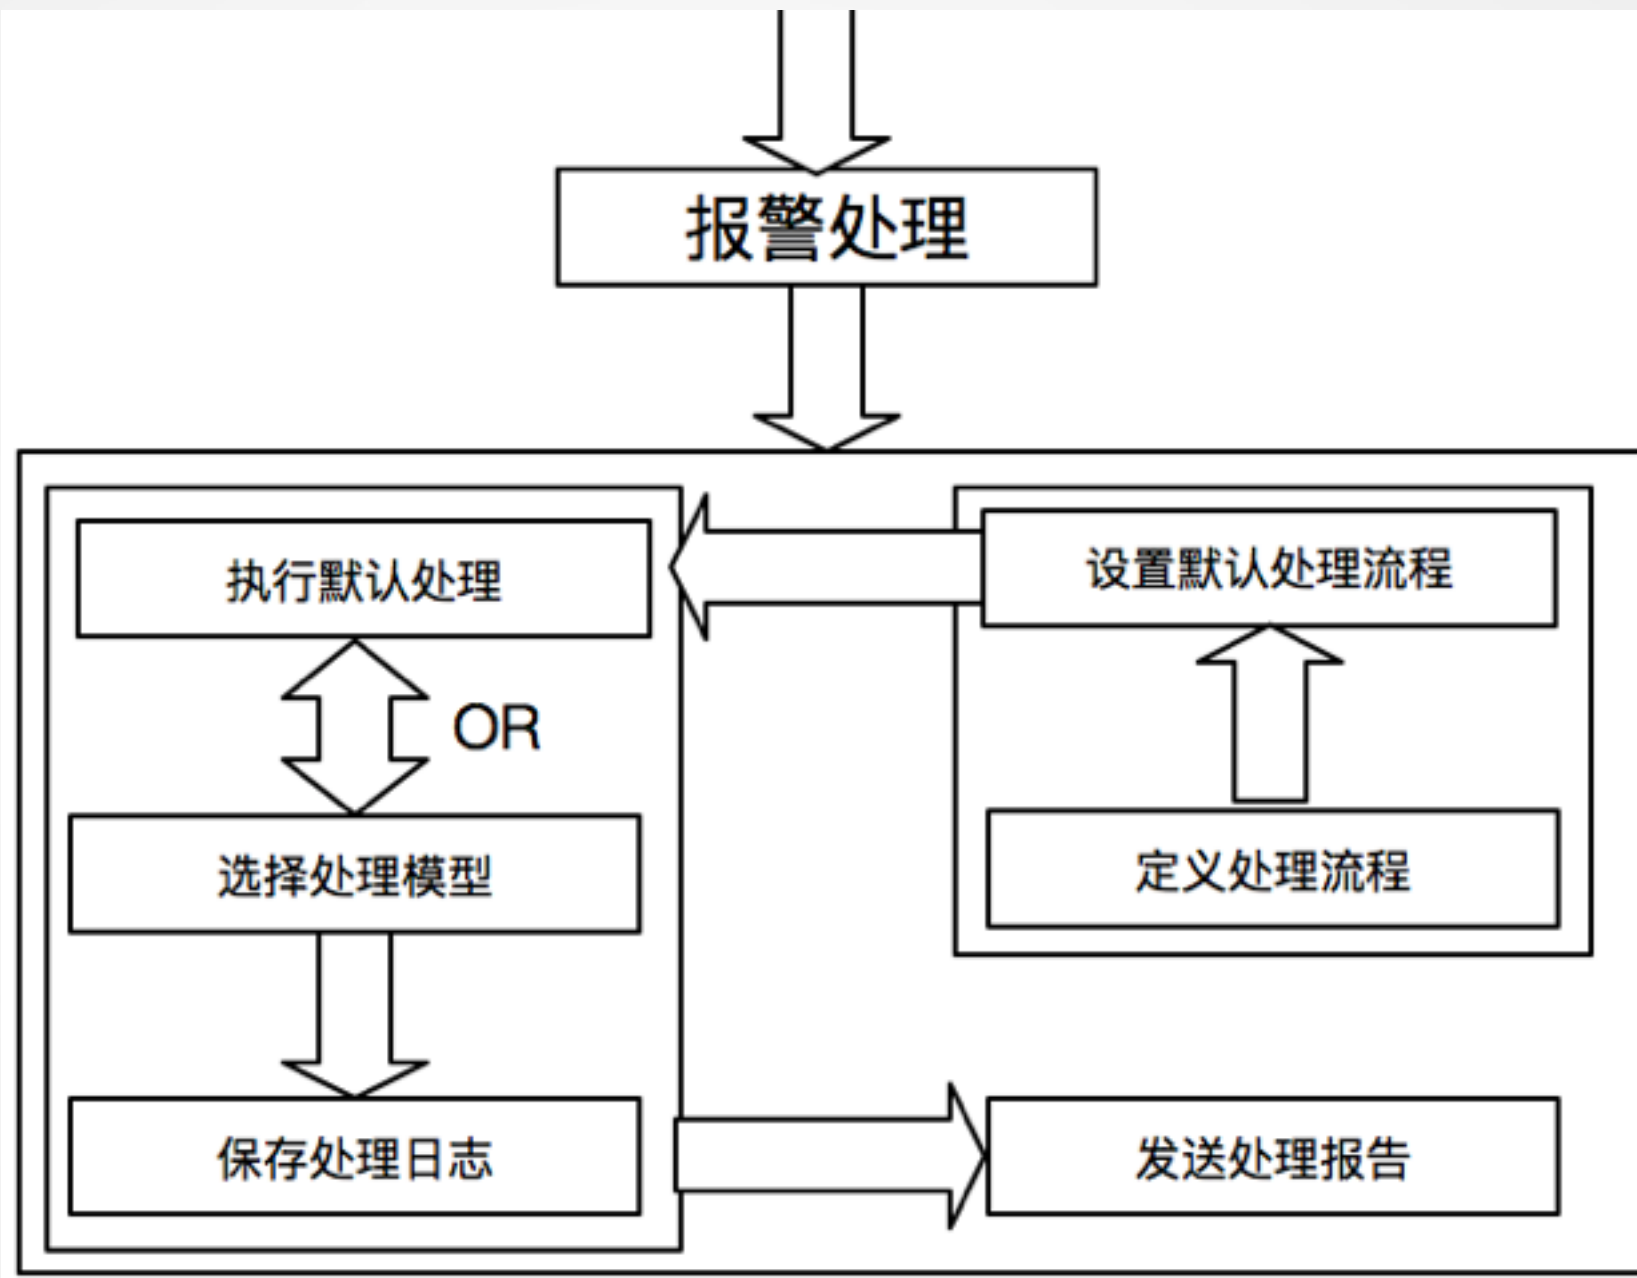 报警处理
执行默认处理
设置默认处理流程
OR
选择处理模型
定义处理流程
保存处理日志
发送处理报告